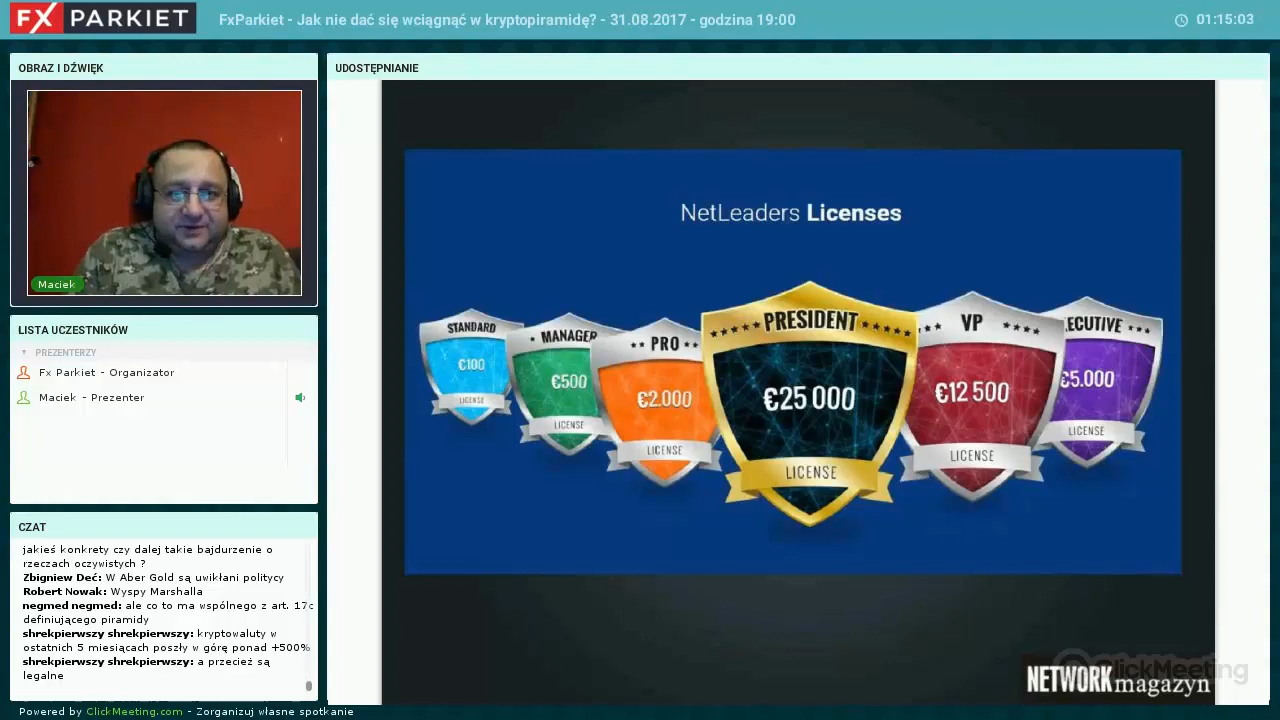 FX PARKIET
FxParkiet - Jak nie dać się wciągnąć w kryptopiramidę? - 31.08.2017 - godzina 19:00
01:15:03
OBRAZ I DŹWIĘK
Maciek
LISTA UCZESTNIKÓW
PREZENTERZY
Fx Parkiet - Organizator
Maciek - Prezenter
CZAT
jakieś konkrety czy dalej takie bajdurzenie o
rzeczach oczywistych ?
Zbigniew Deć: W Aber Gold są uwikłani politycy
Robert Nowak: Wyspy Marshalla
negmed negmed: ale co to ma wspólnego z art. 17c
definiującego piramidy
shrekpierwszy shrekpierwszy: kryptowaluty w
ostatnich 5 miesiącach poszły w górę ponad +500%
shrekpierwszy shrekpierwszy: a przecież są
legalne
UDOSTĘPNIANIE
NetLeaders Licenses
STANDARD
€100
LICENSE
MANAGER
€500
LICENSE
PRO
€2.000
LICENSE
PRESIDENT
€25 000
LICENSE
VP
€12 500
LICENSE
ECUTIVE
€5.000
LICENSE
ClickMeeting
NETWORK magazyn
Powered by ClickMeeting.com - Zorganizuj własne spotkanie